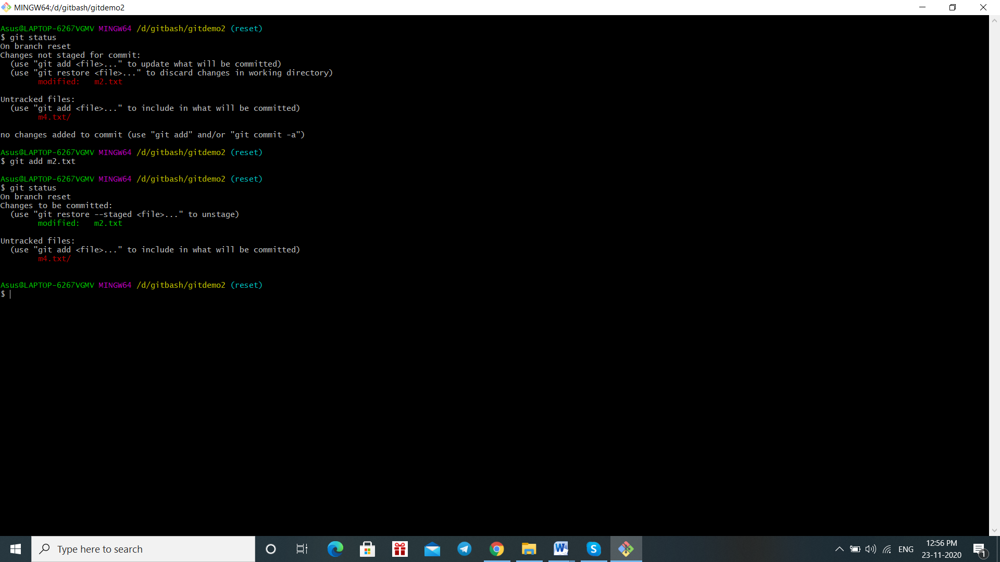 MINGW64:/d/gitbash/gitdemo2
Asus@LAPTOP-6267VGMV MINGW64 /d/gitbash/gitdemo2 (reset)
$ git status
On branch reset
Changes not staged for commit:
  (use "git add <file>..." to update what will be committed)
  (use "git restore <file>..." to discard changes in working directory)
        modified:   m2.txt

Untracked files:
  (use "git add <file>..." to include in what will be committed)
        m4.txt/

no changes added to commit (use "git add" and/or "git commit -a")

Asus@LAPTOP-6267VGMV MINGW64 /d/gitbash/gitdemo2 (reset)
$ git add m2.txt

Asus@LAPTOP-6267VGMV MINGW64 /d/gitbash/gitdemo2 (reset)
$ git status
On branch reset
Changes to be committed:
  (use "git restore --staged <file>..." to unstage)
        modified:   m2.txt

Untracked files:
  (use "git add <file>..." to include in what will be committed)
        m4.txt/

Asus@LAPTOP-6267VGMV MINGW64 /d/gitbash/gitdemo2 (reset)
$
Type here to search
W
S
ENG
12:56 PM
23-11-2020
1